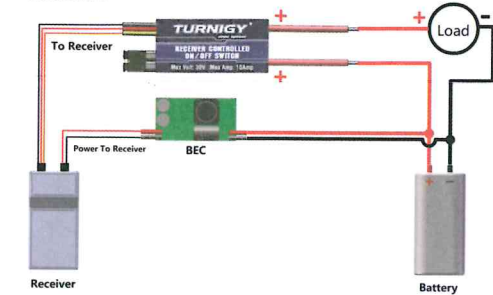 +
+
-
TURNIGY
Load
To Receiver
RECEIVER CONTROLLED
ON/OFF SWITCH
Max Volt: 30V Max Amp: 10Amp
+
Power To Receiver
BEC
+ -
Receiver
Battery